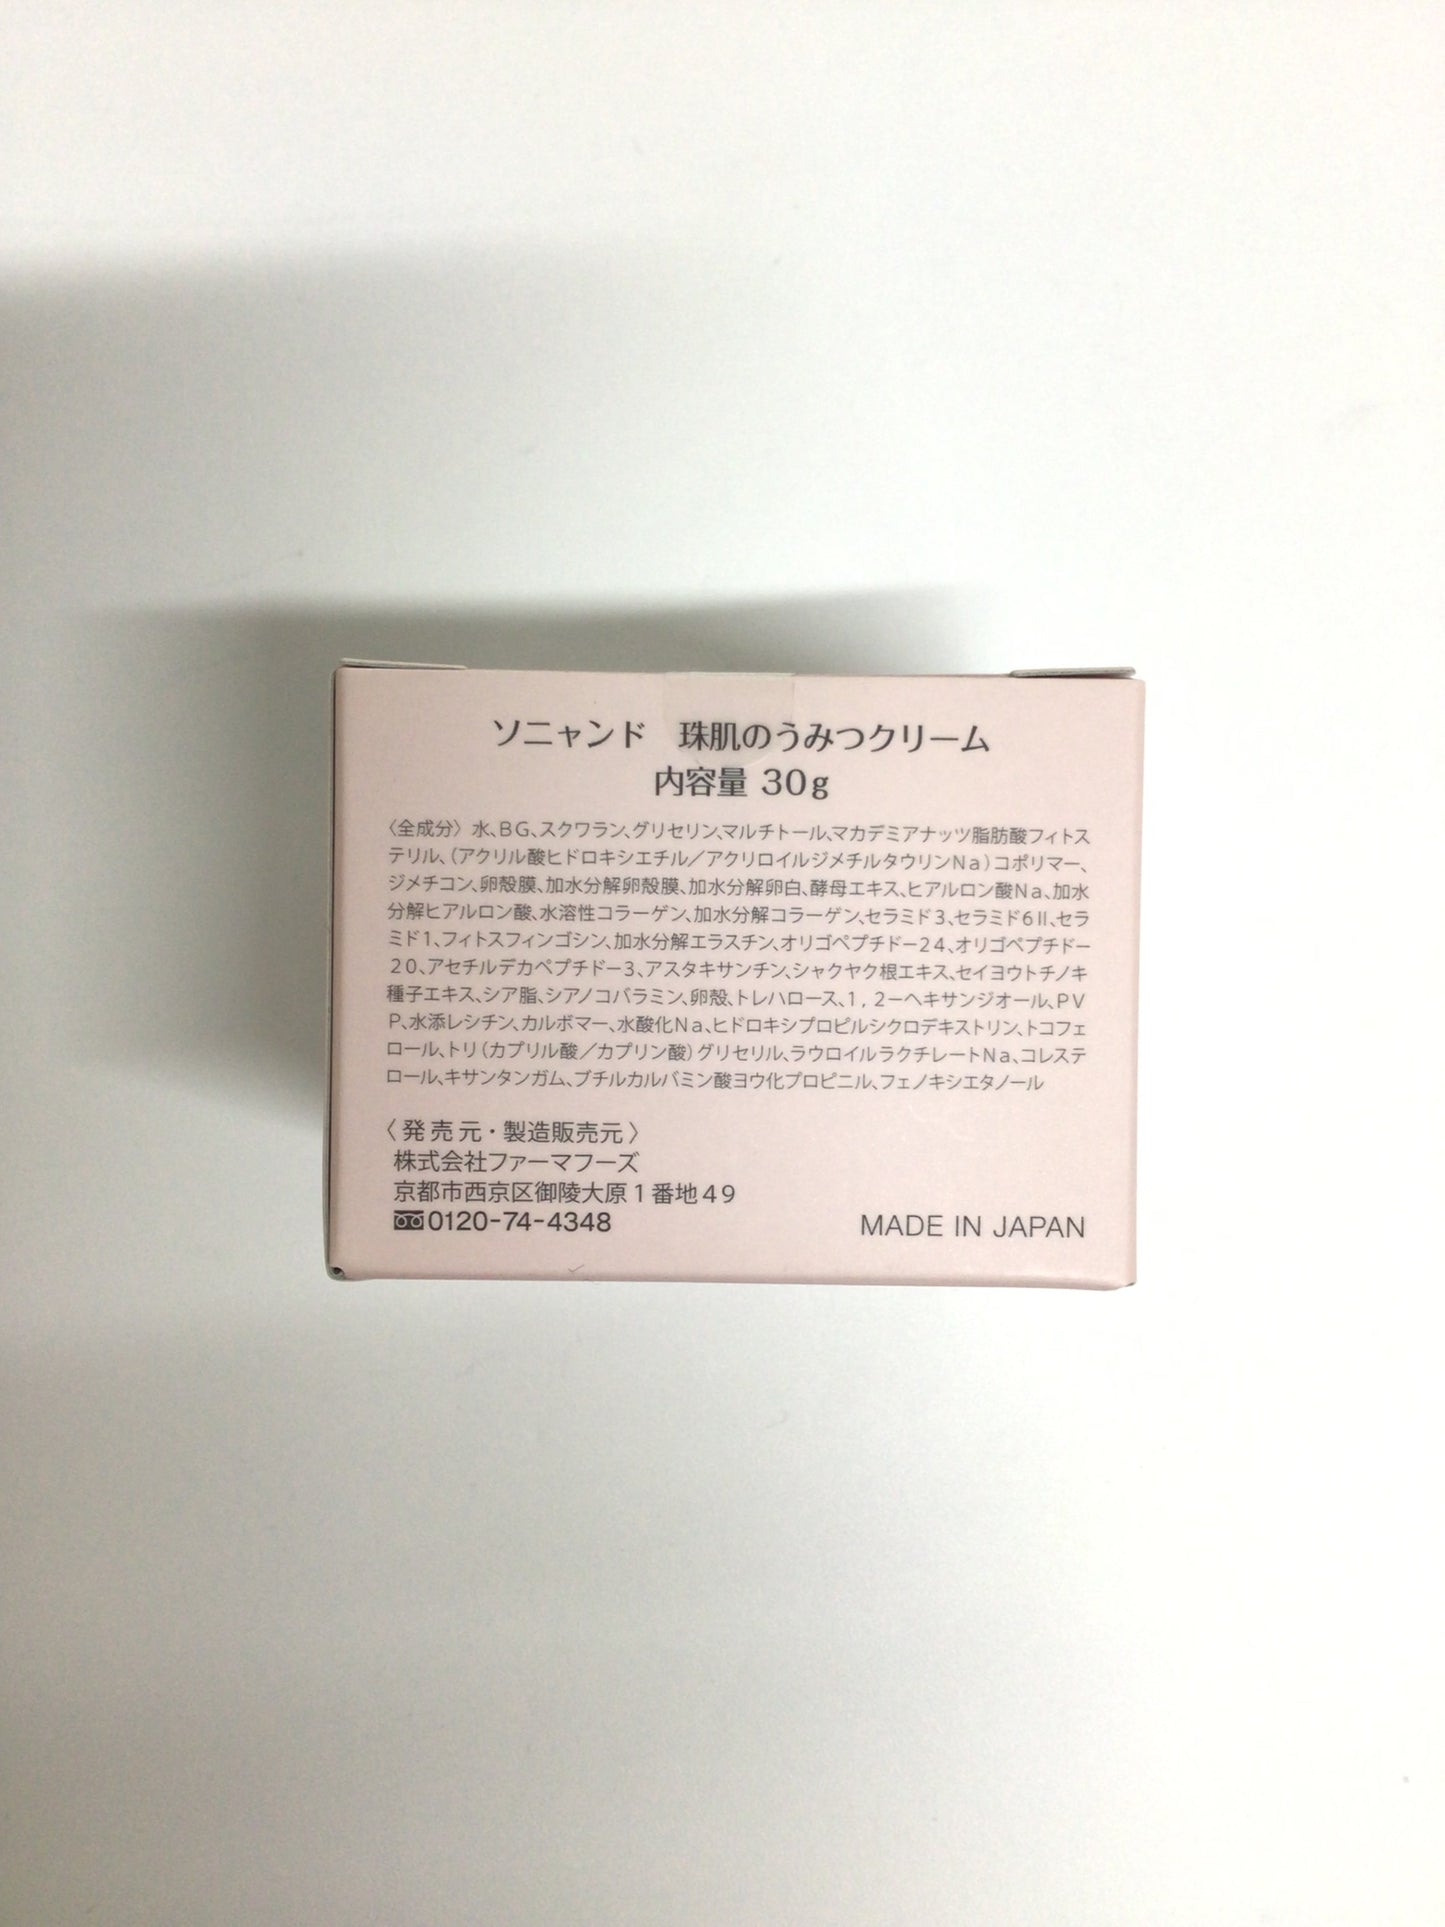 ソニャンド　珠肌のうみつクリーム
内容量 30g
〈全成分〉水、BG、スクワラン、グリセリン、マルチトール、マカデミアナッツ脂肪酸フィトス
テリル、(アクリル酸ヒドロキシエチル／アクリロイルジメチルタウリンNa)コポリマー、
ジメチコン、卵殻膜、加水分解卵殻膜、加水分解卵白、酵母エキス、ヒアルロン酸Na、加水
分解ヒアルロン酸、水溶性コラーゲン、加水分解コラーゲン、セラミド3、セラミド6II、セラ
ミド1、フィトスフィンゴシン、加水分解エラスチン、オリゴペプチドー24、オリゴペプチドー
20、アセチルデカペプチドー3、アスタキサンチン、シャクヤク根エキス、セイヨウトチノキ
種子エキス、シア脂、シアノコバラミン、卵殻、トレハロース、1，2ーヘキサンジオール、PV
P、水添レシチン、カルボマー、水酸化Na、ヒドロキシプロピルシクロデキストリン、トコフェ
ロール、トリ(カプリル酸／カプリン酸)グリセリル、ラウロイルラクチレートNa、コレステ
ロール、キサンタンガム、ブチルカルバミン酸ヨウ化プロピニル、フェノキシエタノール
〈発売元・製造販売元〉
株式会社ファーマフーズ
京都市西京区御陵大原1番地49
0120-74-4348
MADE IN JAPAN